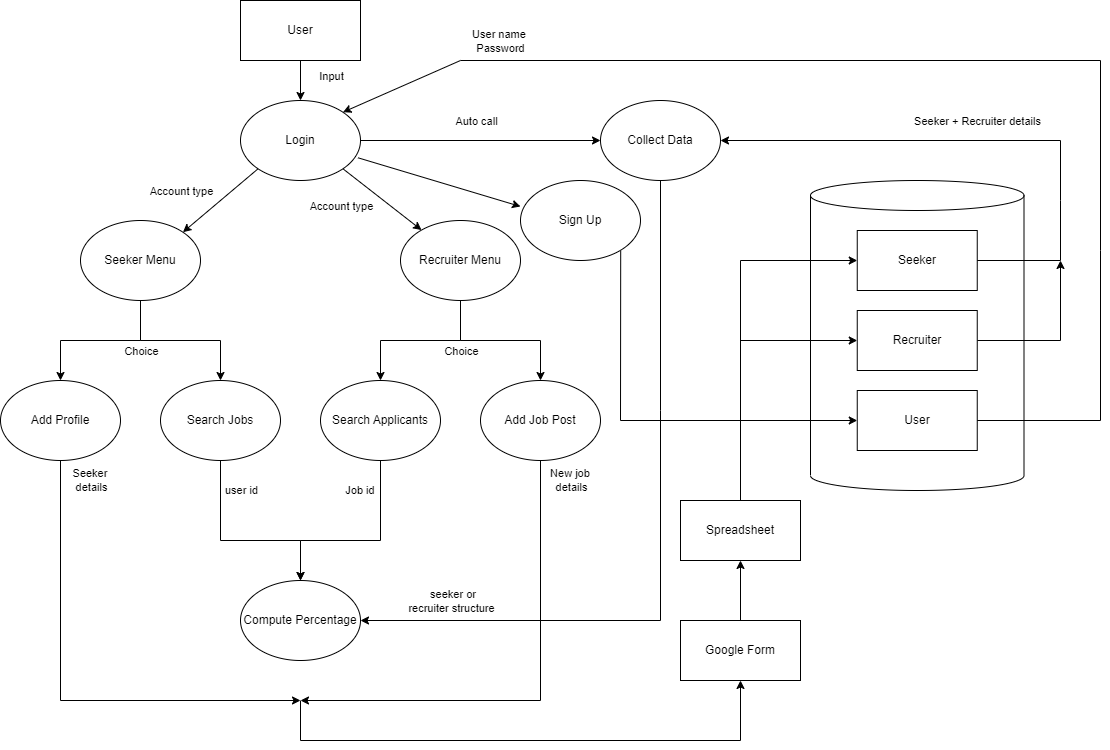 User
User name
Password
Input
Login
Auto call
Collect Data
Seeker + Recruiter details
Account type
Account type
Sign Up
Seeker Menu
Recruiter Menu
Seeker
Choice
Choice
Recruiter
Add Profile
Search Jobs
Search Applicants
Add Job Post
User
Seeker
details
user id
Job id
New job
details
Spreadsheet
seeker or
recruiter structure
Compute Percentage
Google Form